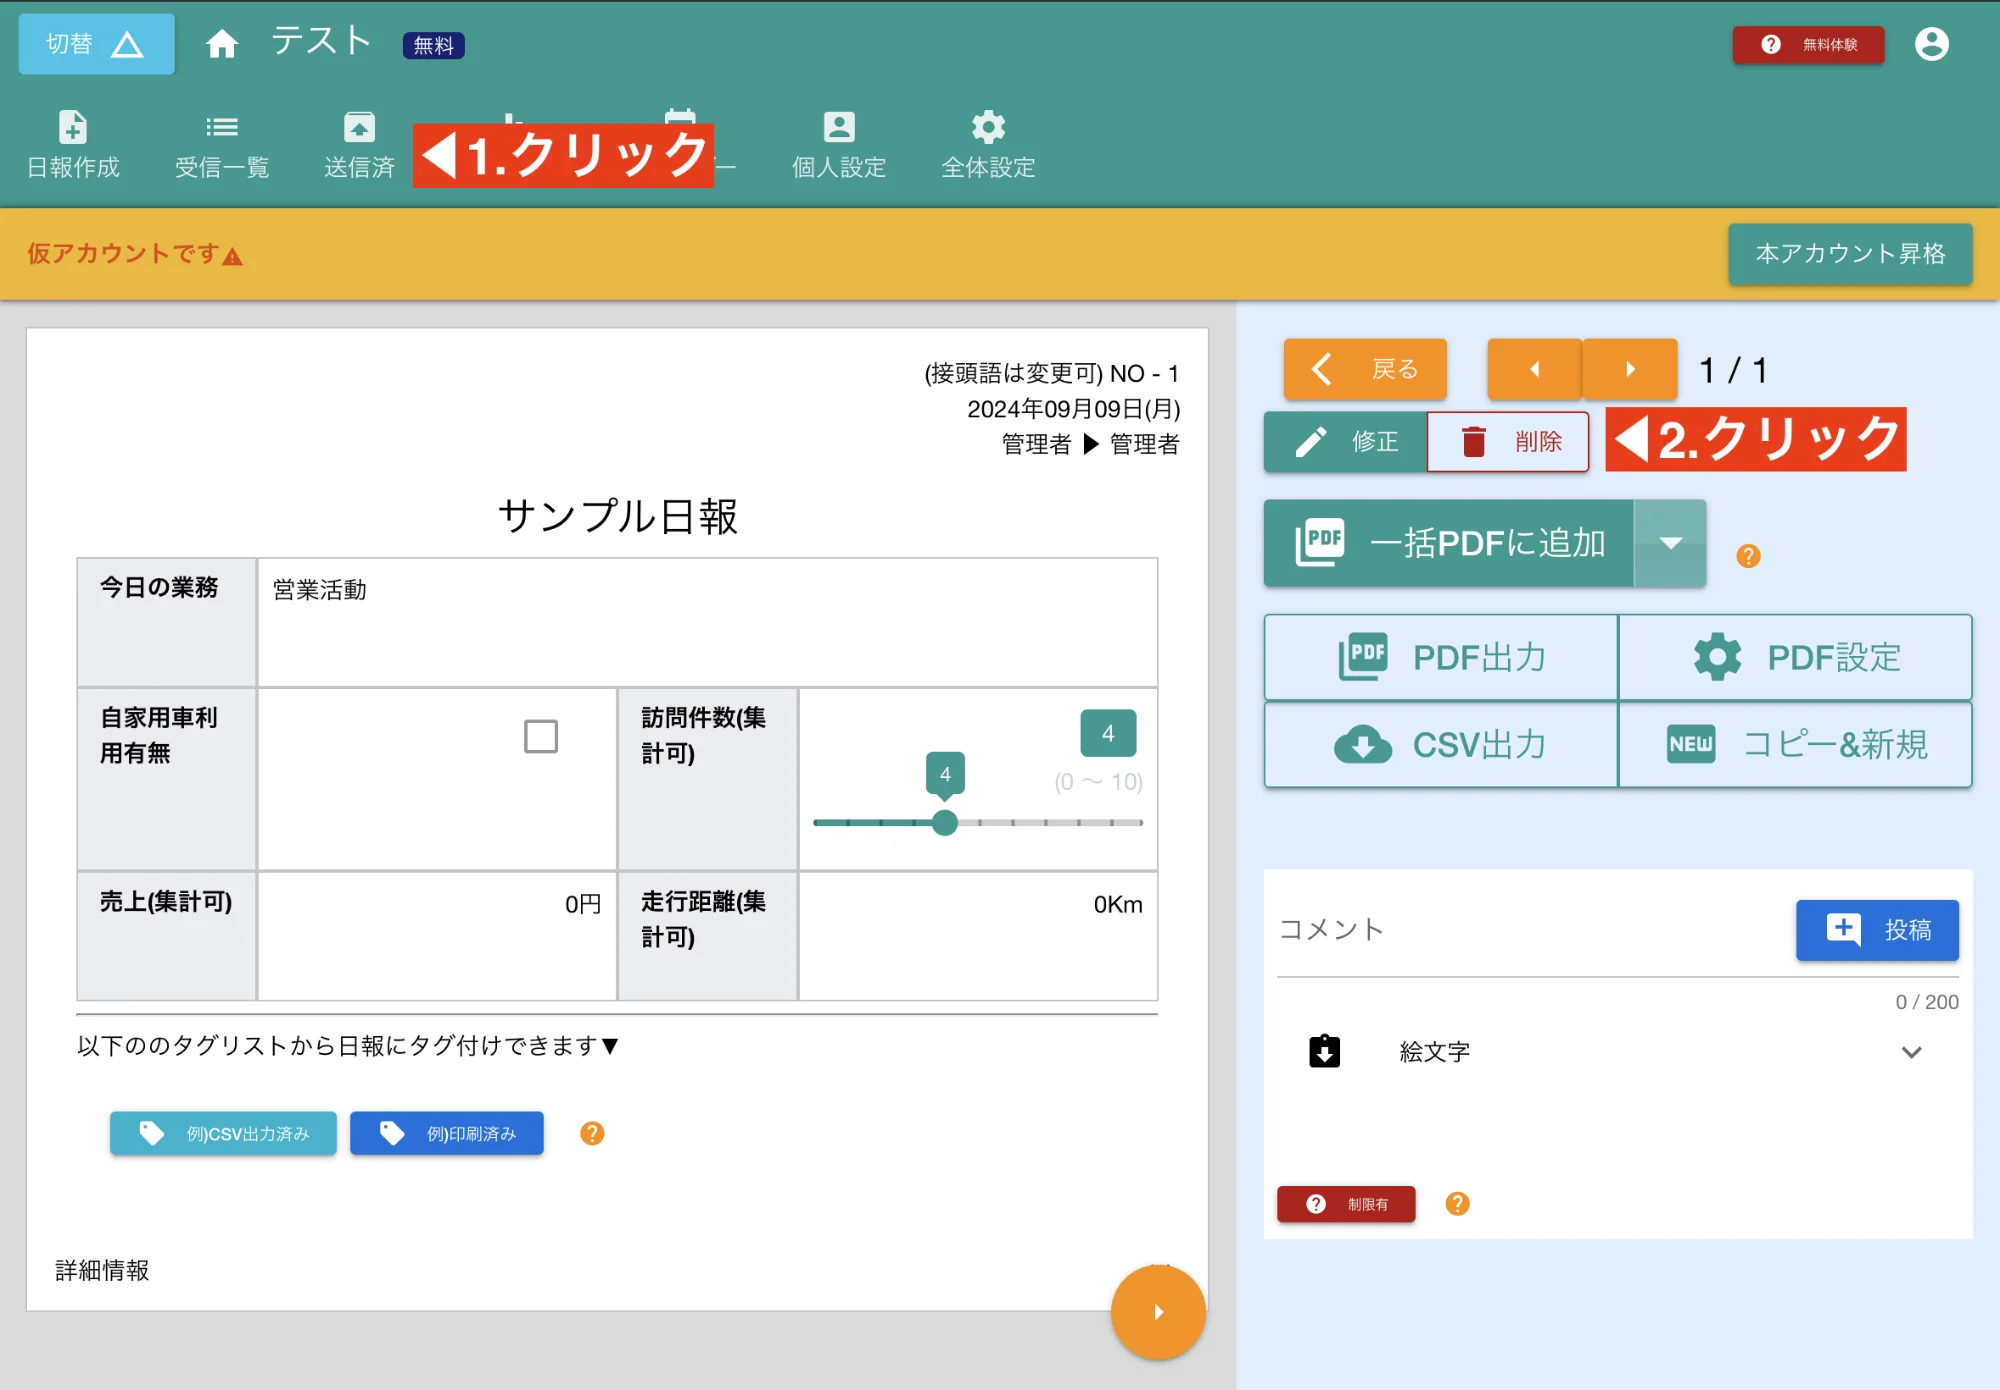 切替
テスト
無料
無料体験
日報作成
受信一覧
送信済
1.クリック
個人設定
全体設定
仮アカウントです
本アカウント昇格
(接頭語は変更可) NO - 1
2024年09月09日(月)
管理者 ▶ 管理者
サンプル日報
今日の業務
営業活動
自家用車利
用有無
訪問件数(集
計可)
4
4
(0 〜 10)
売上(集計可)
0円
走行距離(集
計可)
0Km
以下ののタグリストから日報にタグ付けできます▼
例)CSV出力済み
例)印刷済み
詳細情報
戻る
1 / 1
修正
削除
2.クリック
PDF
一括PDFに追加
PDF
PDF出力
PDF設定
CSV出力
NEW
コピー&新規
コメント
投稿
0 / 200
絵文字
制限有